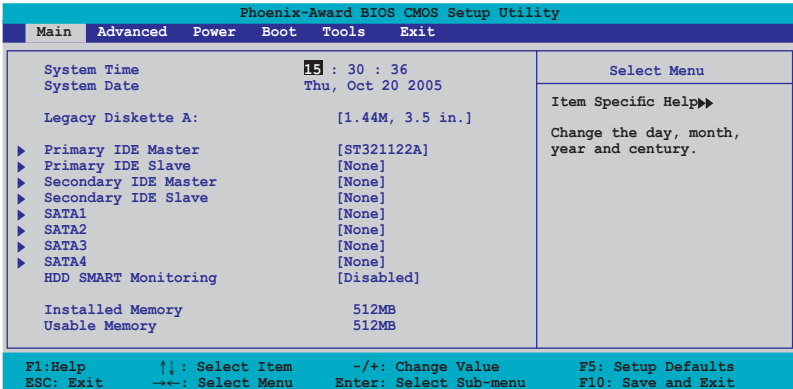 Phoenix-Award BIOS CMOS Setup Utility
Main Advanced Power Boot Tools Exit
System Time 15 : 30 : 36
System Date Thu, Oct 20 2005
Legacy Diskette A: [1.44M, 3.5 in.]
Primary IDE Master [ST321122A]
Primary IDE Slave [None]
Secondary IDE Master [None]
Secondary IDE Slave [None]
SATA1 [None]
SATA2 [None]
SATA3 [None]
SATA4 [None]
HDD SMART Monitoring [Disabled]
Installed Memory 512MB
Usable Memory 512MB
Select Menu
Item Specific Help
Change the day, month,
year and century.
F1:Help ↑↓ : Select Item -/+: Change Value F5: Setup Defaults
ESC: Exit →←: Select Menu Enter: Select Sub-menu F10: Save and Exit